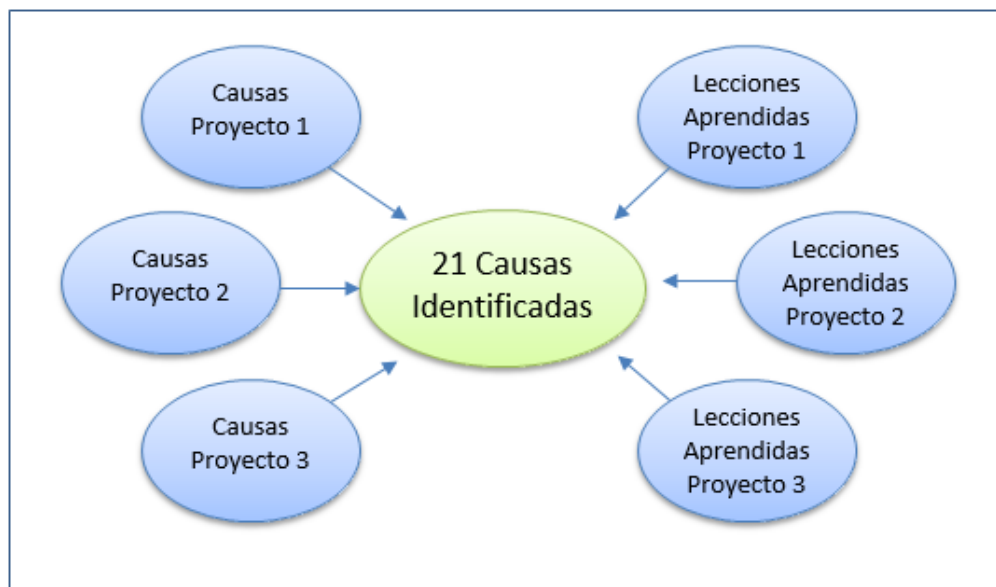 Causas
Proyecto 1
Lecciones
Aprendidas
Proyecto 1
Causas
Proyecto 2
21 Causas
Identificadas
Lecciones
Aprendidas
Proyecto 2
Causas
Proyecto 3
Lecciones
Aprendidas
Proyecto 3